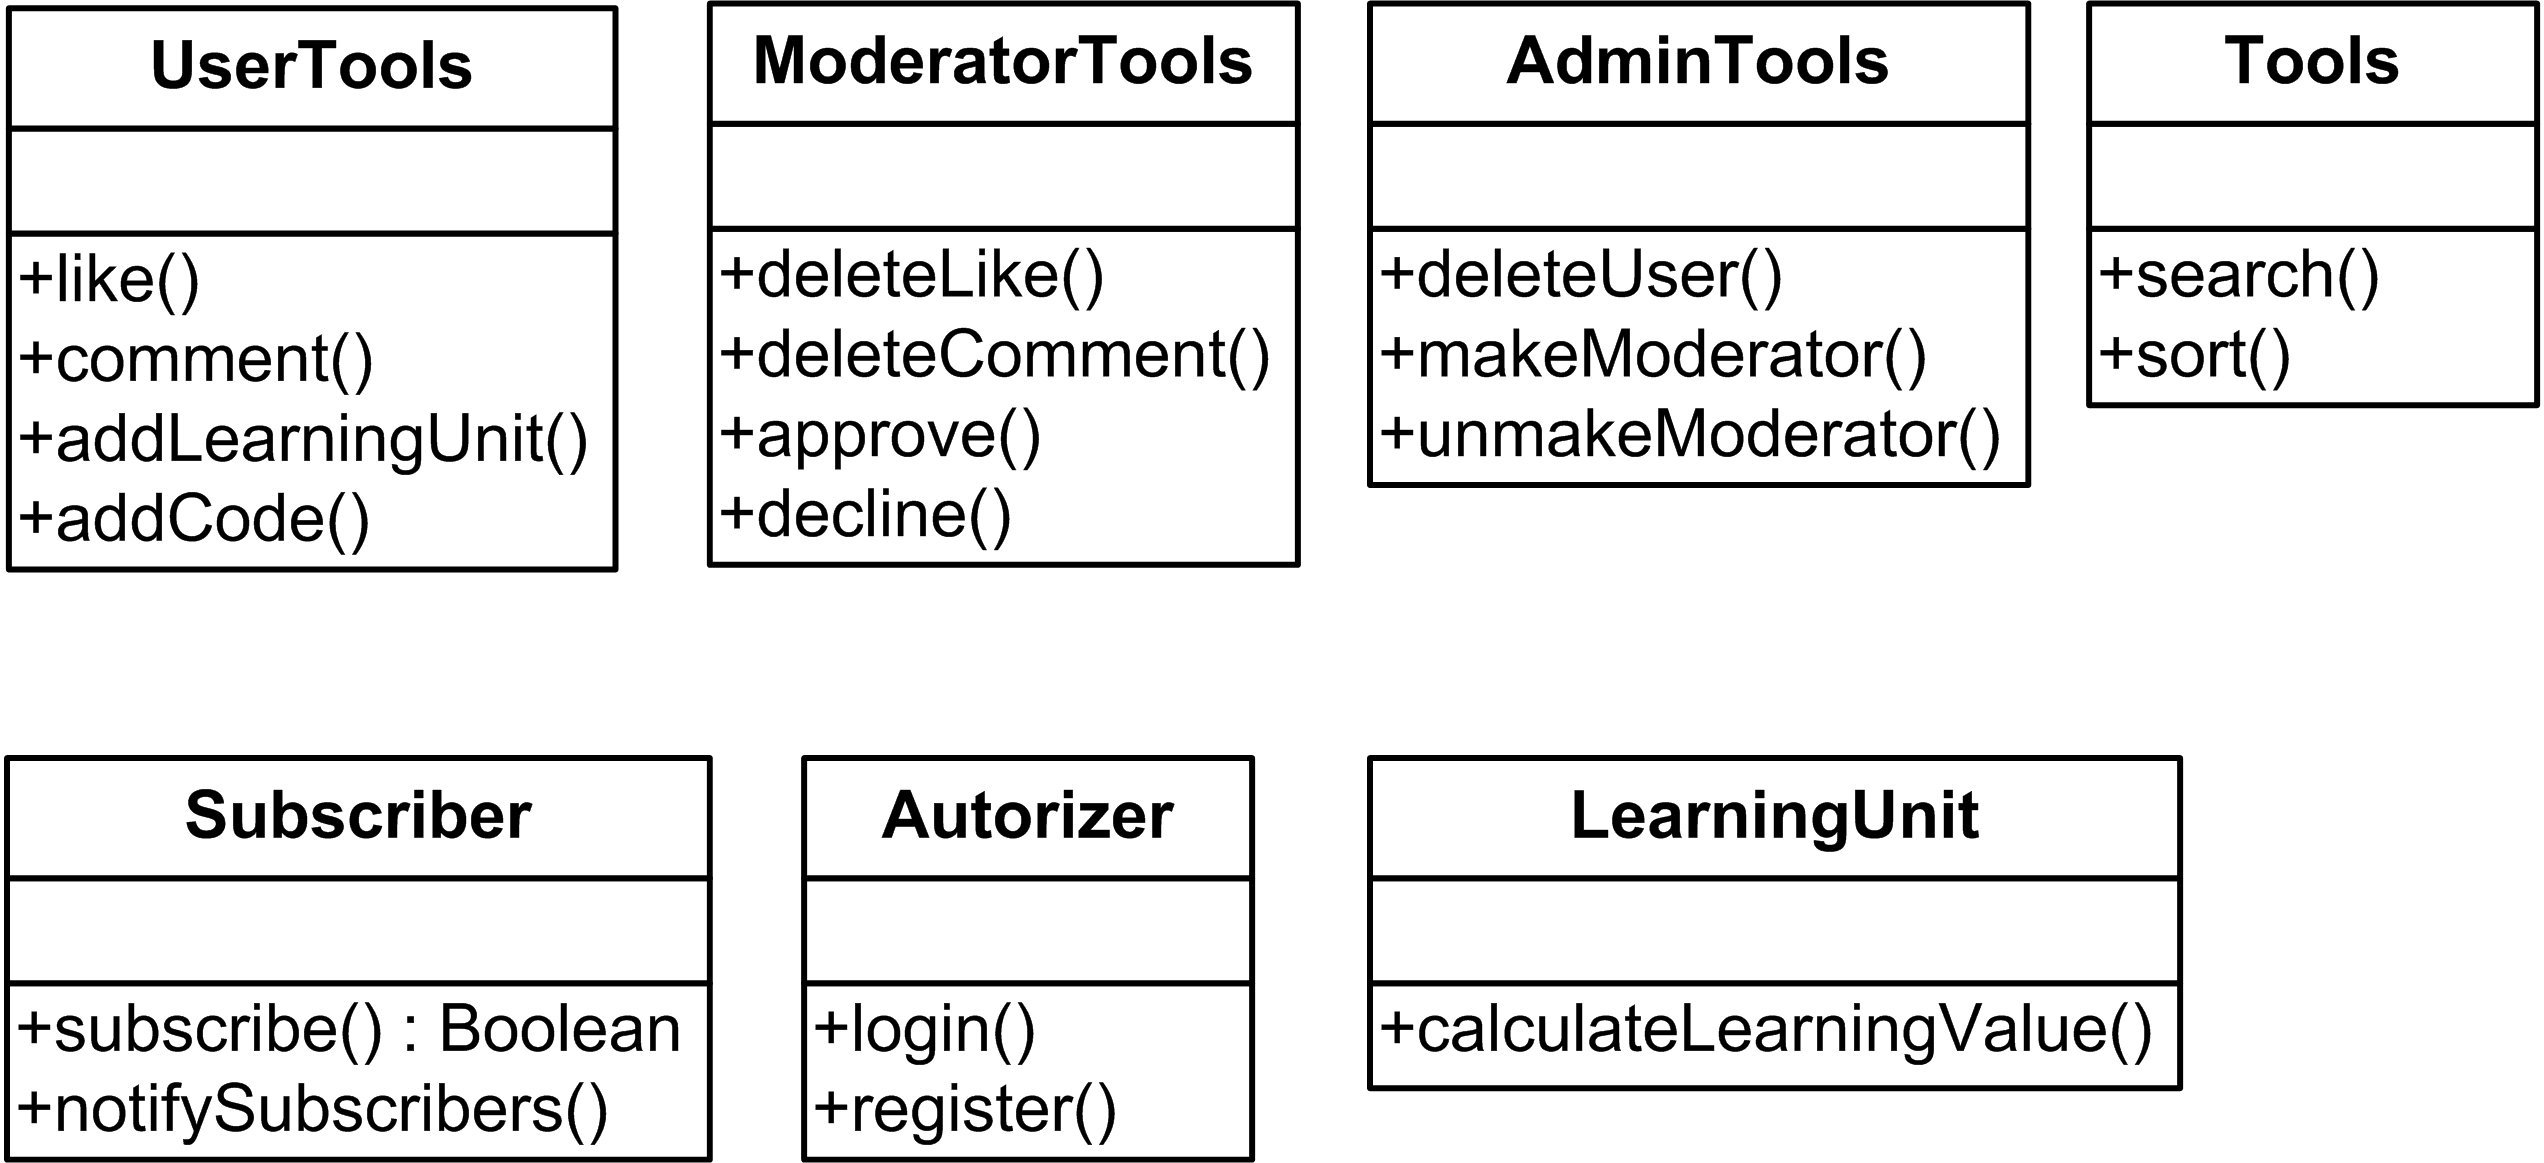 UserTools
+like()
+comment()
+addLearningUnit()
+addCode()
ModeratorTools
+deleteLike()
+deleteComment()
+approve()
+decline()
AdminTools
+deleteUser()
+makeModerator()
+unmakeModerator()
Tools
+search()
+sort()
Subscriber
+subscribe() : Boolean
+notifySubscribers()
Autorizer
+login()
+register()
LearningUnit
+calculateLearningValue()